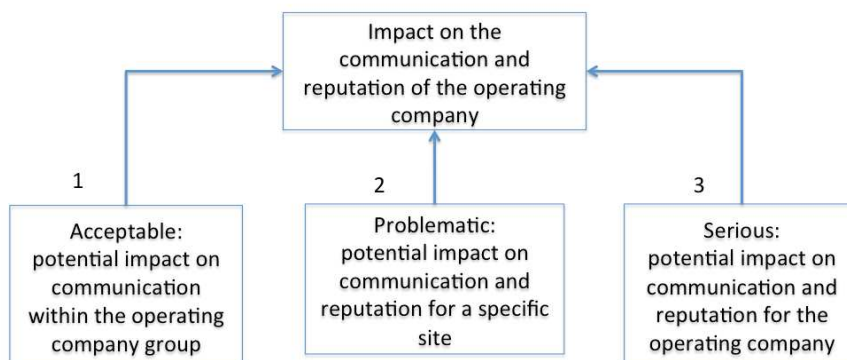 Impact on the
communication and
reputation of the operating
company
1
2
3
Acceptable:
potential impact on
communication
within the operating
company group
Problematic:
potential impact on
communication and
reputation for a specific
site
Serious:
potential impact on
communication and
reputation for the
operating company